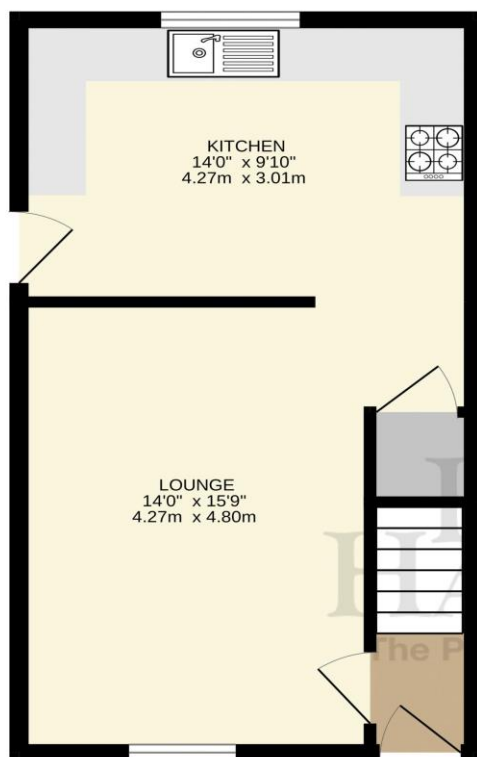 KITCHEN
14'0" x 9'10"
4.27m x 3.01m
LOUNGE
14'0" x 15'9"
4.27m x 4.80m
The P